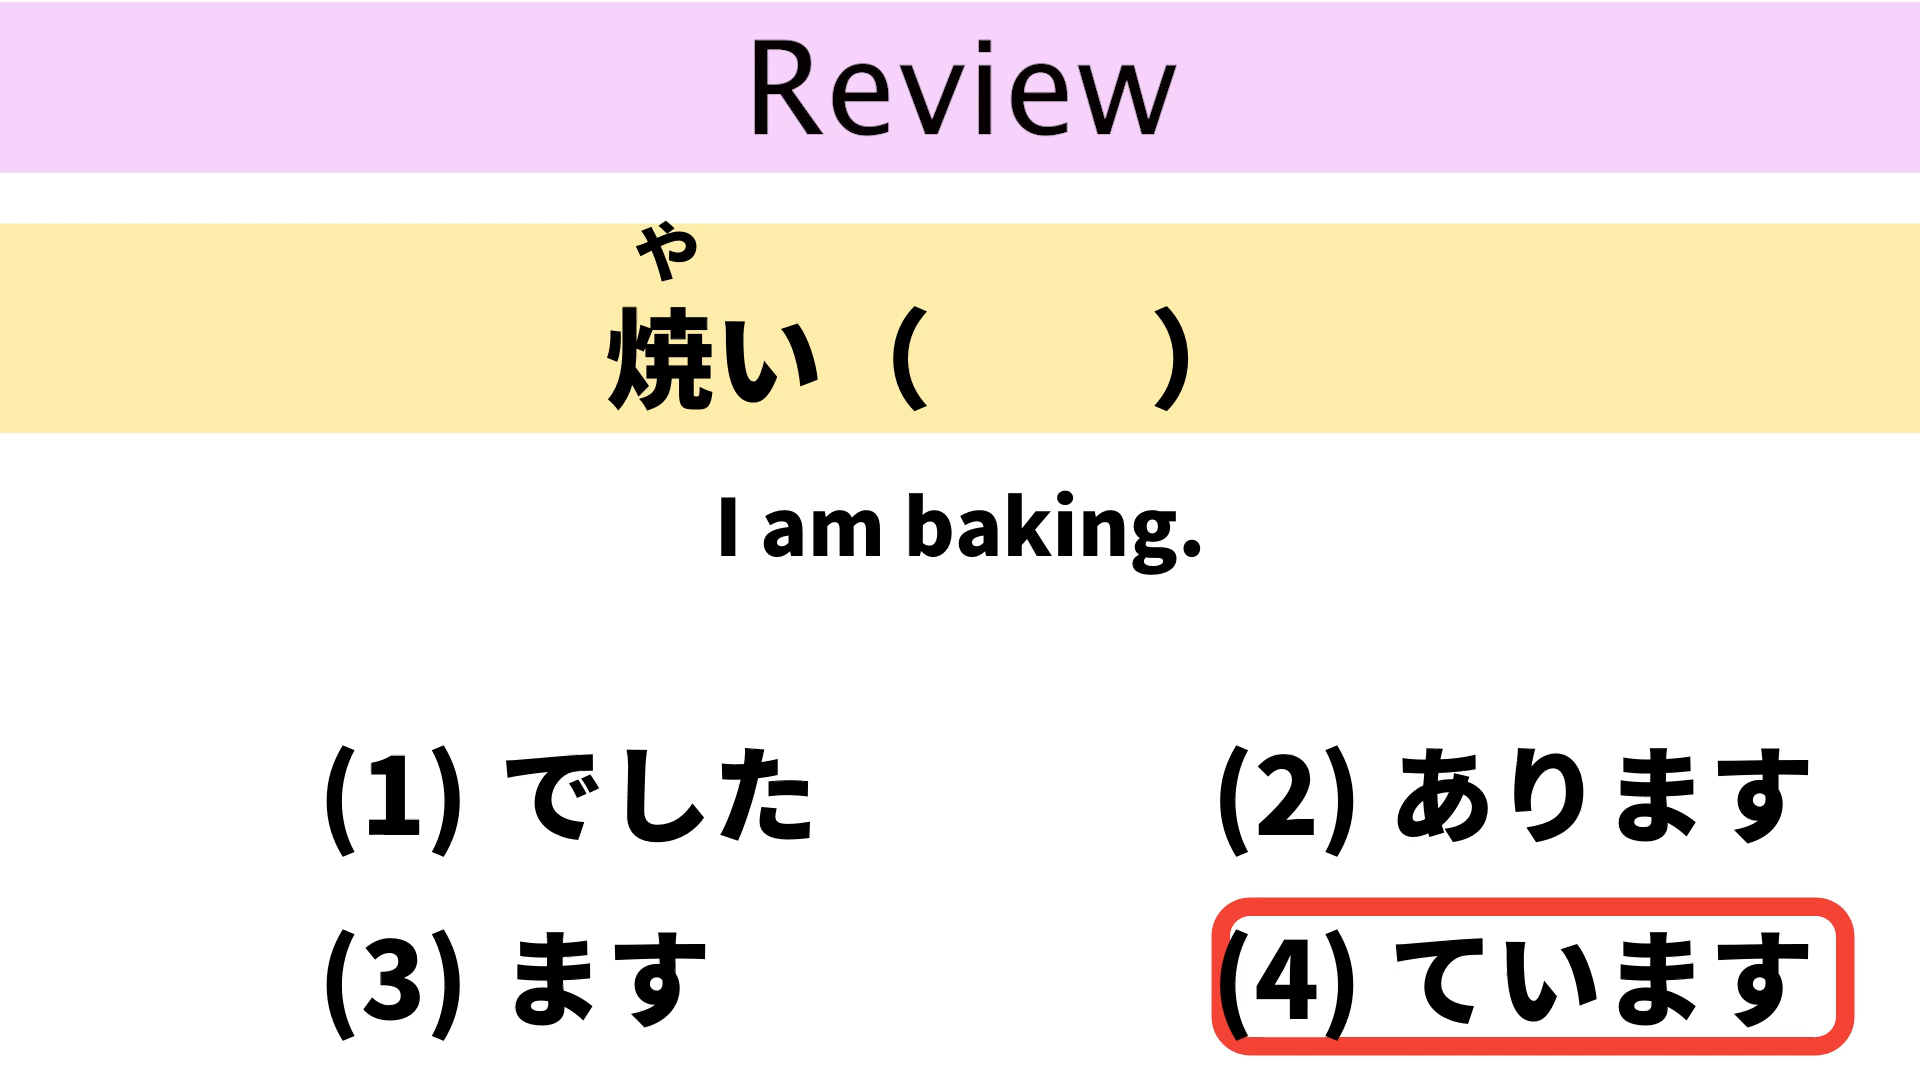 Review
や
焼い（　　）
I am baking.
(1) でした
(2) あります
(3) ます
(4) ています